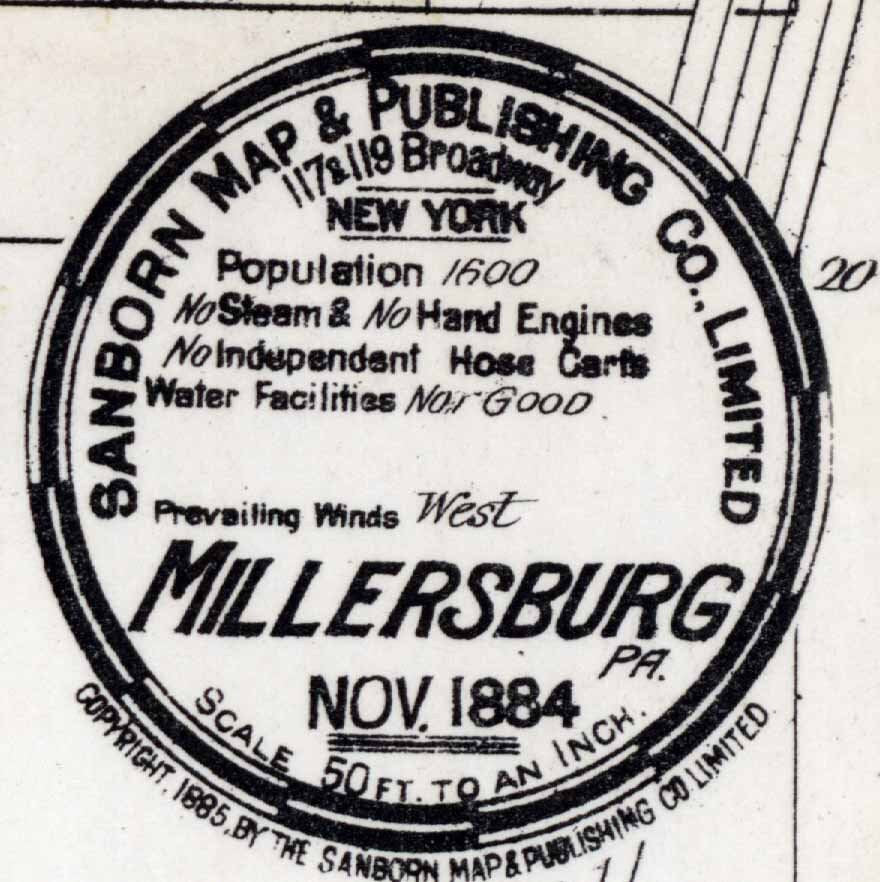 SANBORN MAP & PUBLISHING CO., LIMITED
117 & 119 Broadway
NEW YORK
Population 1600
No Steam & No Hand Engines
No Independent Hose Carts
Water Facilities NOT GOOD
Prevailing Winds West
MILLERSBURG
PA.
NOV. 1884
SCALE 50 FT. TO AN INCH.
COPYRIGHT, 1885, BY THE SANBORN MAP & PUBLISHING CO LIMITED
20